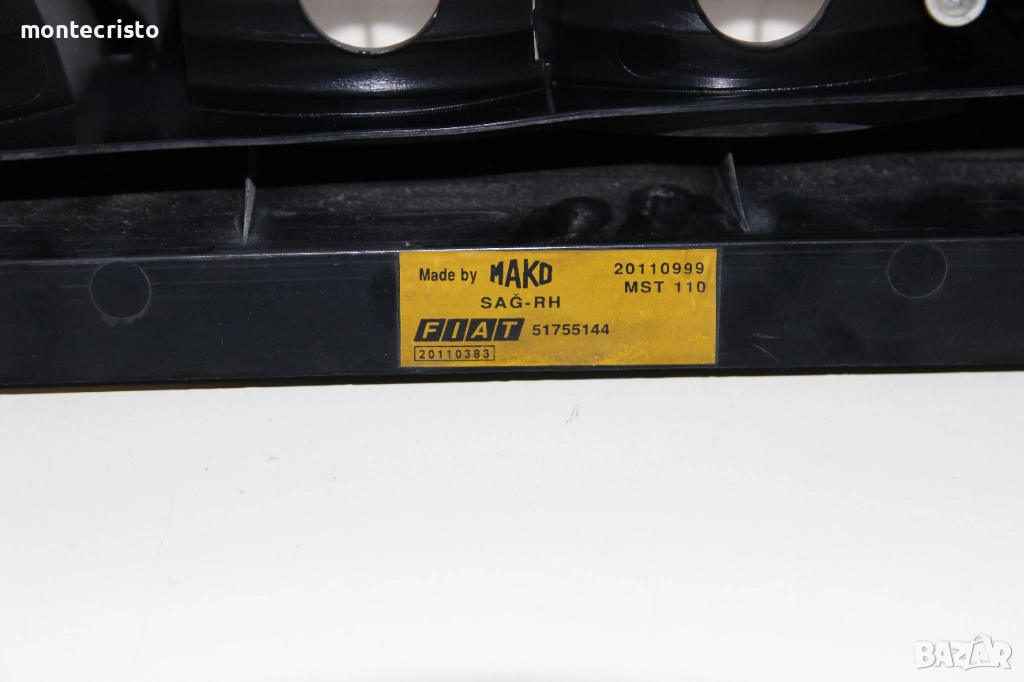 montecristo
Made by MAKO 20110999
MST 110
SAĞ-RH
FIAT 51755144
20110383
BAZAR